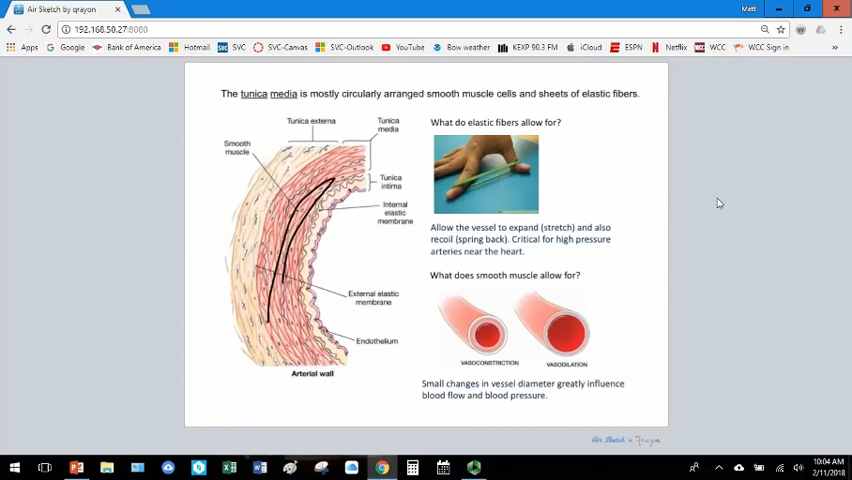 Air Sketch by qrayon
Matt
192.168.50.27:8080
Apps
Google
Bank of America
Hotmail
SVC
SVC-Canvas
SVC-Outlook
YouTube
Bow weather
KEXP 90.3 FM
iCloud
ESPN
Netflix
WCC
WCC Sign in
The tunica media is mostly circularly arranged smooth muscle cells and sheets of elastic fibers.
Tunica externa
Tunica
media
Smooth
muscle
Tunica
intima
Internal
elastic
membrane
External elastic
membrane
Endothelium
Arterial wall
What do elastic fibers allow for?
Allow the vessel to expand (stretch) and also
recoil (spring back). Critical for high pressure
arteries near the heart.
What does smooth muscle allow for?
VASOCONSTRICTION
VASODILATION
Small changes in vessel diameter greatly influence
blood flow and blood pressure.
Air Sketch by Qrayon
10:04 AM
2/11/2018